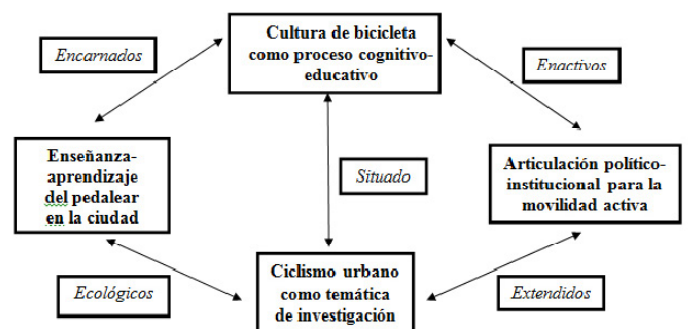 Cultura de bicicleta
como proceso cognitivo-
educativo
Encarnados
Enactivos
Enseñanza-
aprendizaje
del pedalear
en la ciudad
Situado
Articulación político-
institucional para la
movilidad activa
Ecológicos
Ciclismo urbano
como temática
de investigación
Extendidos